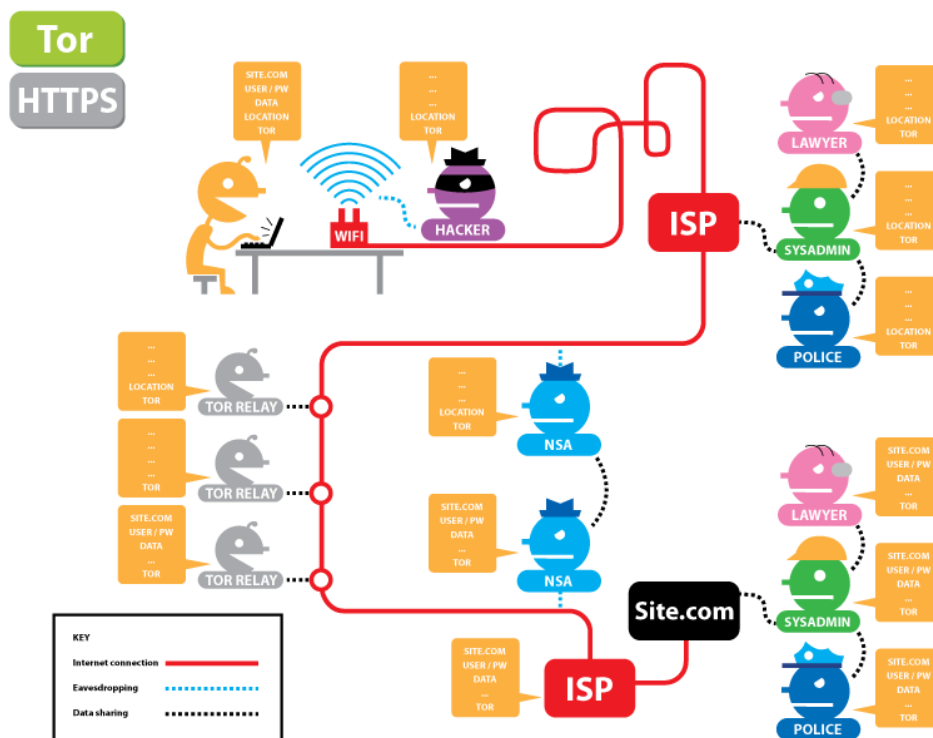 Tor
HTTPS
SITE.COM
USER / PW
DATA
LOCATION
TOR
...
...
...
LOCATION
TOR
WIFI
HACKER
ISP
...
...
...
LOCATION
TOR
LAWYER
...
...
...
LOCATION
TOR
SYSADMIN
...
...
...
LOCATION
TOR
POLICE
...
...
...
LOCATION
TOR
TOR RELAY
...
...
...
...
TOR
TOR RELAY
SITE.COM
USER / PW
DATA
...
TOR
TOR RELAY
...
...
...
LOCATION
TOR
NSA
SITE.COM
USER / PW
DATA
...
TOR
NSA
SITE.COM
USER / PW
DATA
...
TOR
LAWYER
SITE.COM
USER / PW
DATA
...
TOR
SYSADMIN
SITE.COM
USER / PW
DATA
...
TOR
POLICE
Site.com
SITE.COM
USER / PW
DATA
...
TOR
ISP
KEY
Internet connection
Eavesdropping
Data sharing